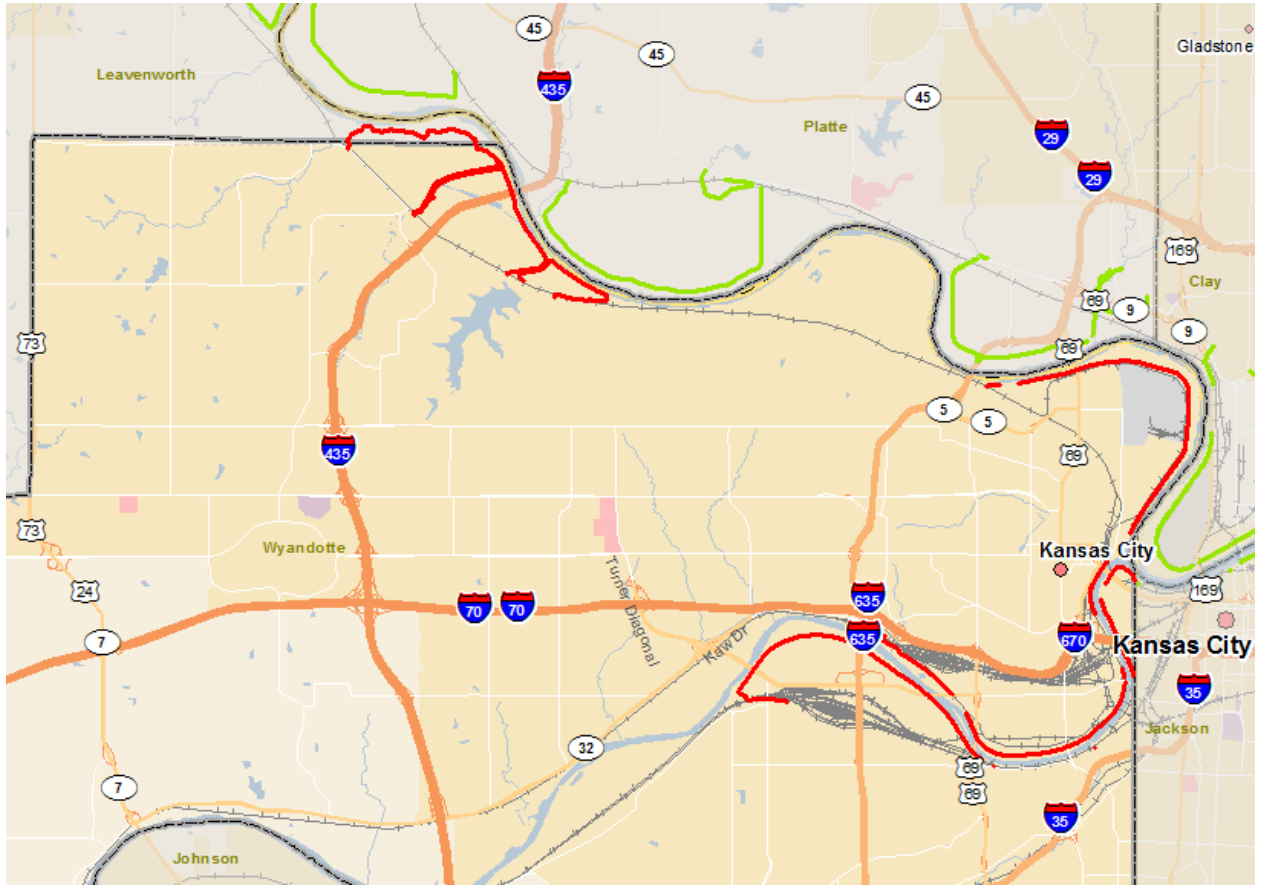 45
45
Gladstone
Leavenworth
435
45
Platte
29
29
169
Clay
69
9
9
73
69
5
5
435
69
73
Wyandotte
Kansas City
24
Turner Diagonal
635
169
70
70
7
635
670
Kansas City
Kaw Dr
35
Jackson
32
69
7
69
35
Johnson